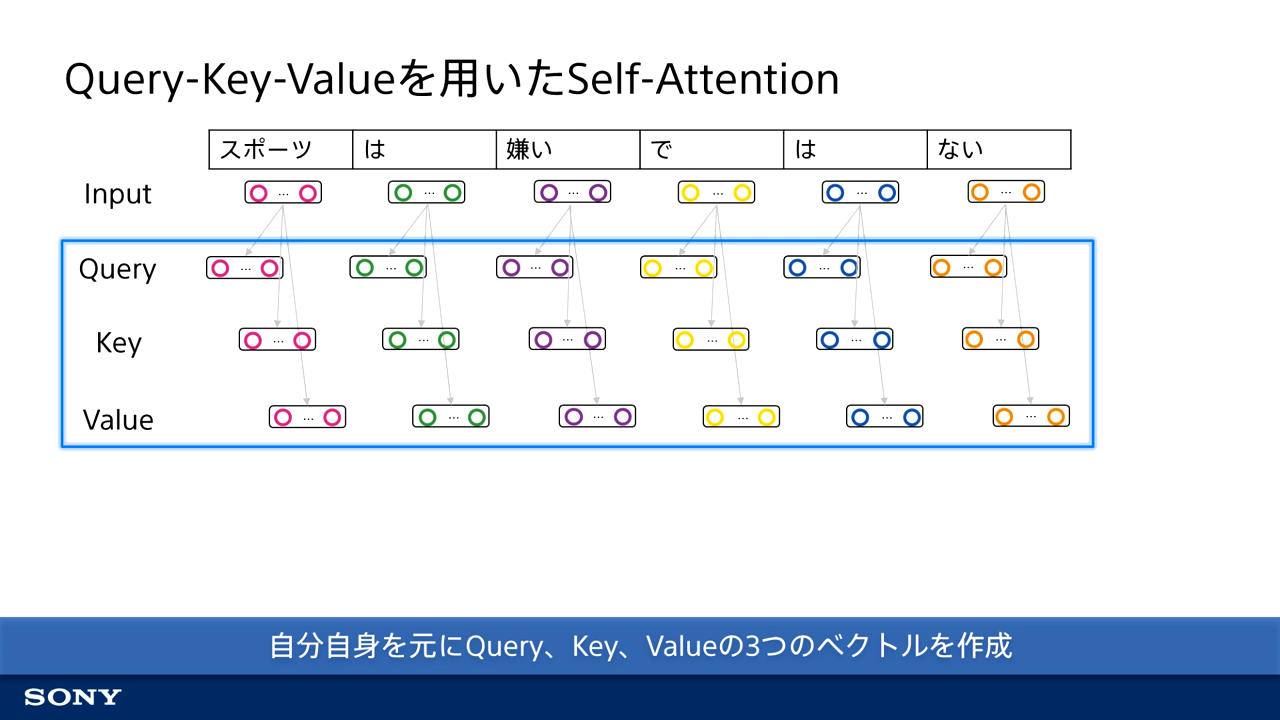 Query-Key-Valueを用いたSelf-Attention
スポーツ は 嫌い で は ない
Input ... ... ... ... ... ...
Query ... ... ... ... ... ...
Key ... ... ... ... ... ...
Value ... ... ... ... ... ...
自分自身を元にQuery、Key、Valueの3つのベクトルを作成
SONY